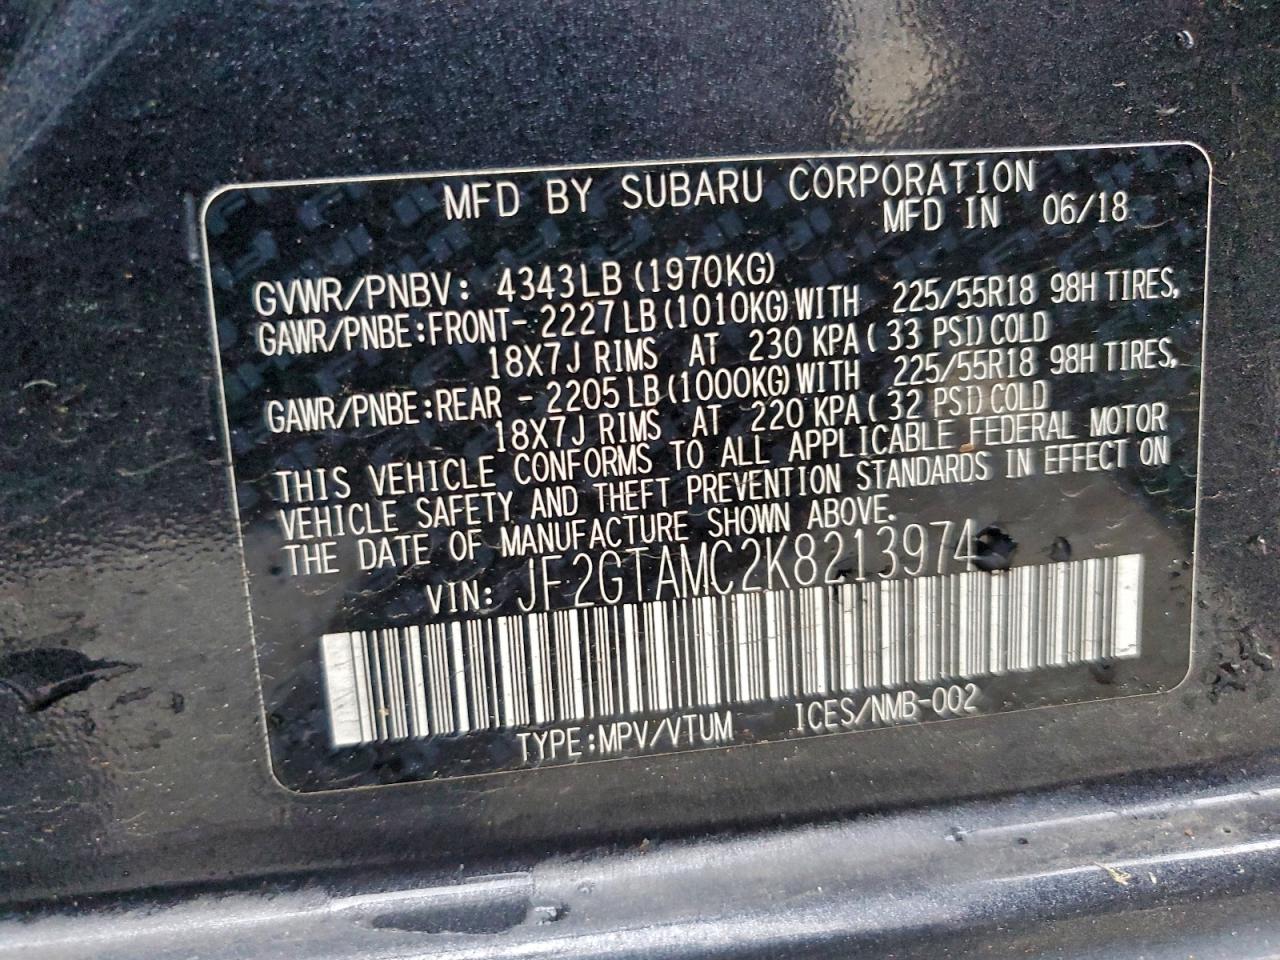 MFD BY SUBARU CORPORATION
MFD IN 06/18
GVWR/PNBV: 4343LB (1970KG)
GAWR/PNBE:FRONT- 2227LB(1010KG)WITH 225/55R18 98H TIRES,
18X7J RIMS AT 230 KPA( 33 PSI)COLD
GAWR/PNBE:REAR - 2205LB(1000KG)WITH 225/55R18 98H TIRES,
18X7J RIMS AT 220 KPA( 32 PSI)COLD
THIS VEHICLE CONFORMS TO ALL APPLICABLE FEDERAL MOTOR
VEHICLE SAFETY AND THEFT PREVENTION STANDARDS IN EFFECT ON
THE DATE OF MANUFACTURE SHOWN ABOVE.
VIN: JF2GTAMC2K8213974
TYPE:MPV/VTUM ICES/NMB-002